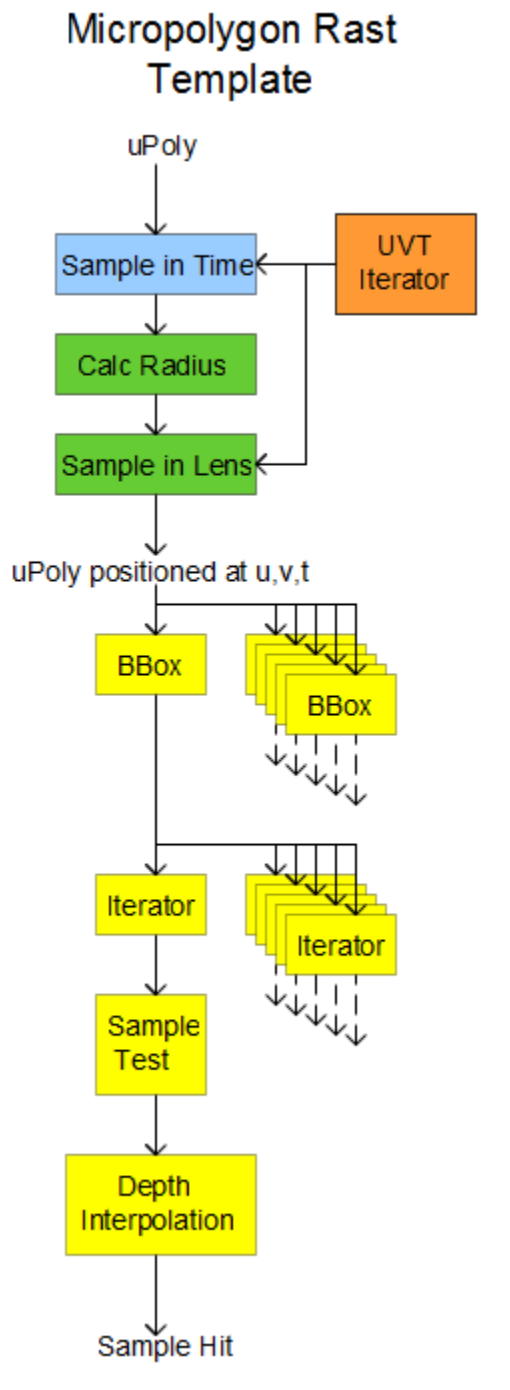 Micropolygon Rast
Template
uPoly
Sample in Time
UVT
Iterator
Calc Radius
Sample in Lens
uPoly positioned at u,v,t
BBox
BBox
Iterator
Iterator
Sample
Test
Depth
Interpolation
Sample Hit